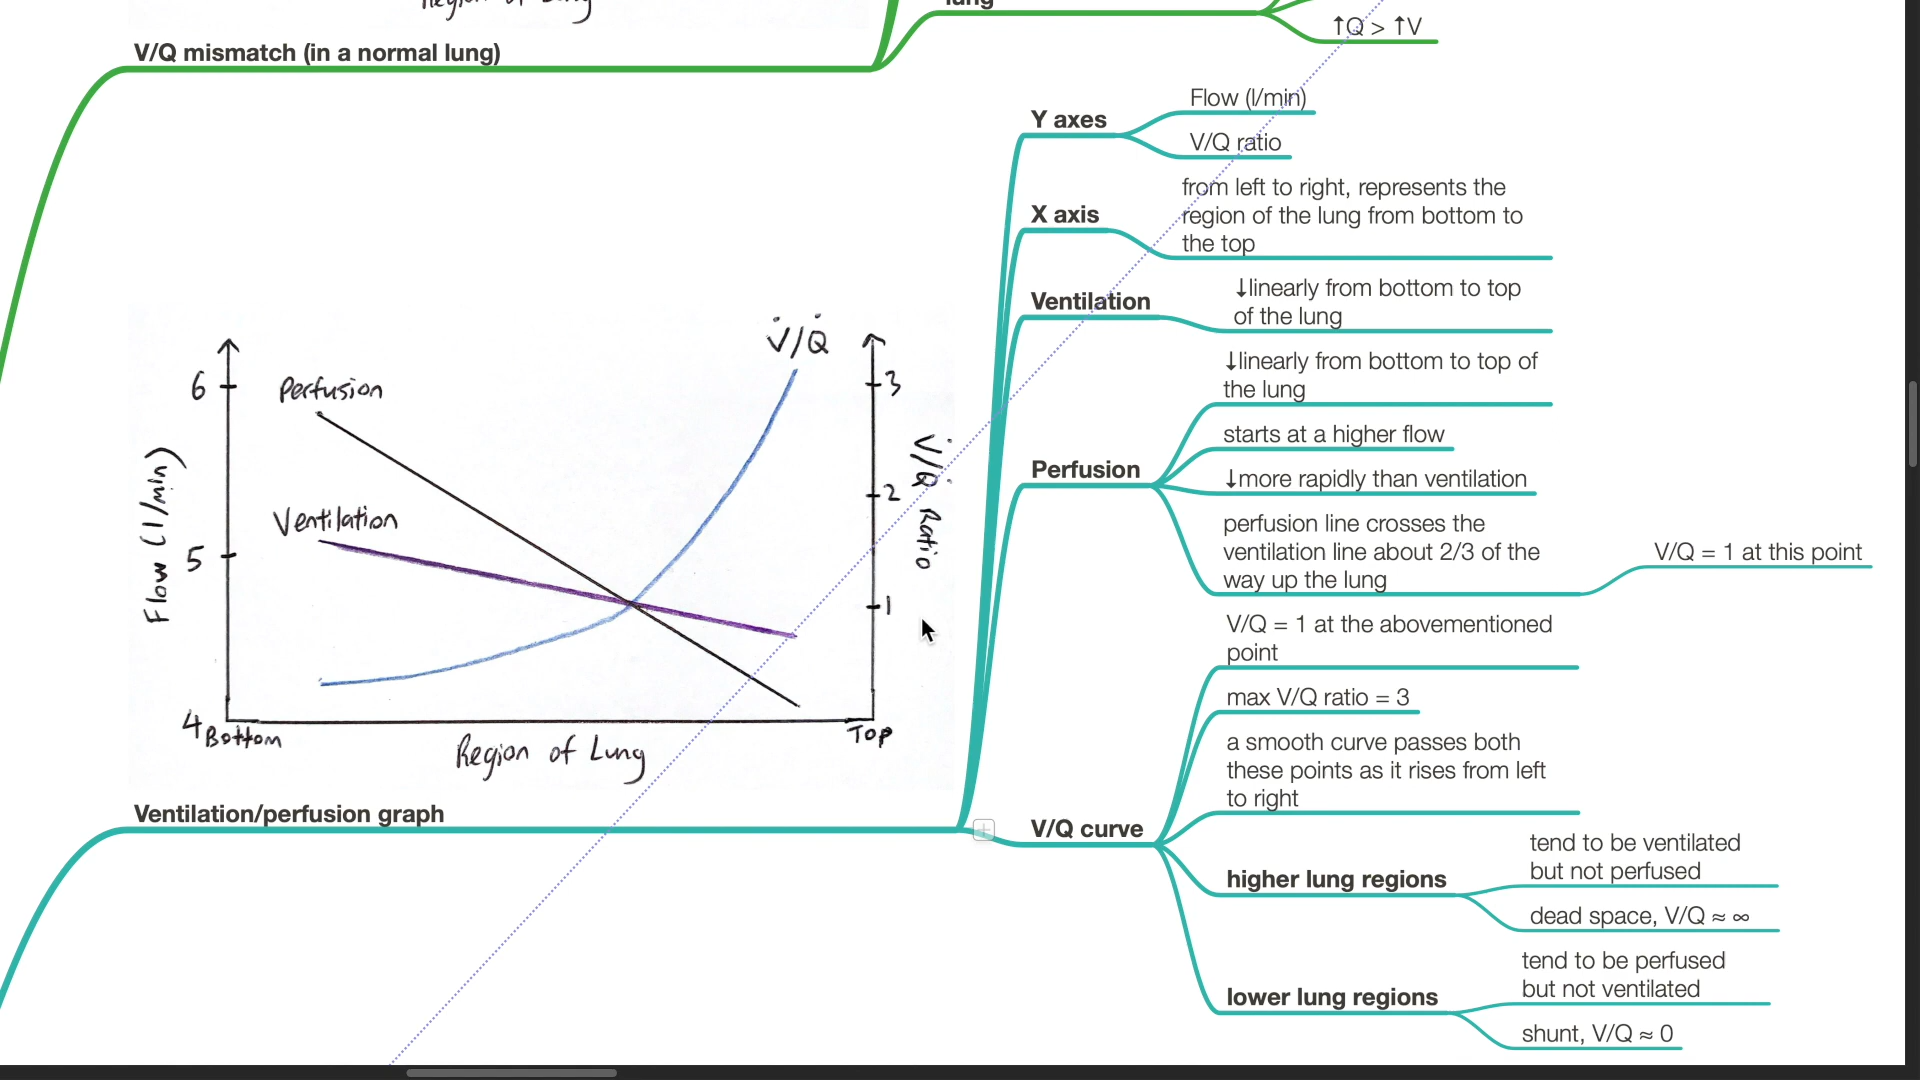 Region of Lung
lung
↑Q > ↑V
V/Q mismatch (in a normal lung)
Y axes
Flow (l/min)
V/Q ratio
X axis
from left to right, represents the
region of the lung from bottom to
the top
Ventilation
↓linearly from bottom to top
of the lung
Perfusion
↓linearly from bottom to top of
the lung
starts at a higher flow
↓more rapidly than ventilation
perfusion line crosses the
ventilation line about 2/3 of the
way up the lung
V/Q = 1 at this point
V/Q curve
V/Q = 1 at the abovementioned
point
max V/Q ratio = 3
a smooth curve passes both
these points as it rises from left
to right
higher lung regions
tend to be ventilated
but not perfused
dead space, V/Q ≈ ∞
lower lung regions
tend to be perfused
but not ventilated
shunt, V/Q ≈ 0
V̇/Q̇
6
Perfusion
3
Flow (l/min)
V̇/Q̇ Ratio
2
Ventilation
5
1
4
Bottom
Top
Region of Lung
Ventilation/perfusion graph